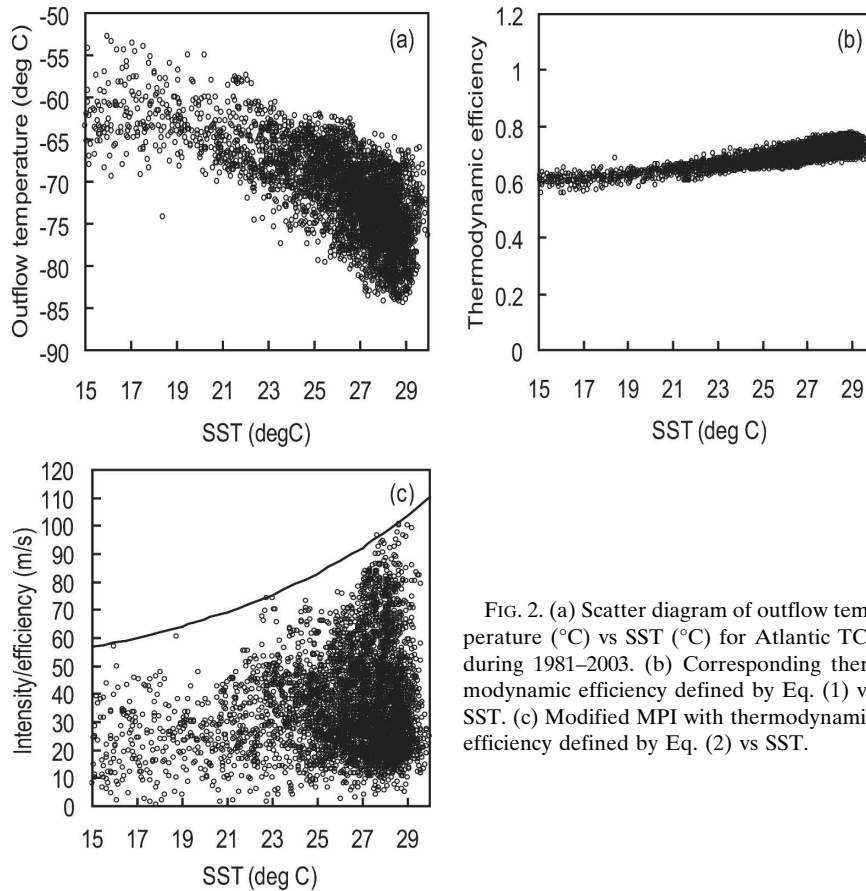 -50
-55
-60
-65
-70
-75
-80
-85
-90
Outflow temperature (deg C)
(a)
15 17 19 21 23 25 27 29
SST (degC)
1.2
1
0.8
0.6
0.4
0.2
0
Thermodynamic efficiency
(b)
15 17 19 21 23 25 27 29
SST (deg C)
120
110
100
90
80
70
60
50
40
30
20
10
0
Intensity/efficiency (m/s)
(c)
15 17 19 21 23 25 27 29
SST (deg C)
FIG. 2. (a) Scatter diagram of outflow tem
perature (°C) vs SST (°C) for Atlantic TC
during 1981–2003. (b) Corresponding ther
modynamic efficiency defined by Eq. (1) v
SST. (c) Modified MPI with thermodynami
efficiency defined by Eq. (2) vs SST.